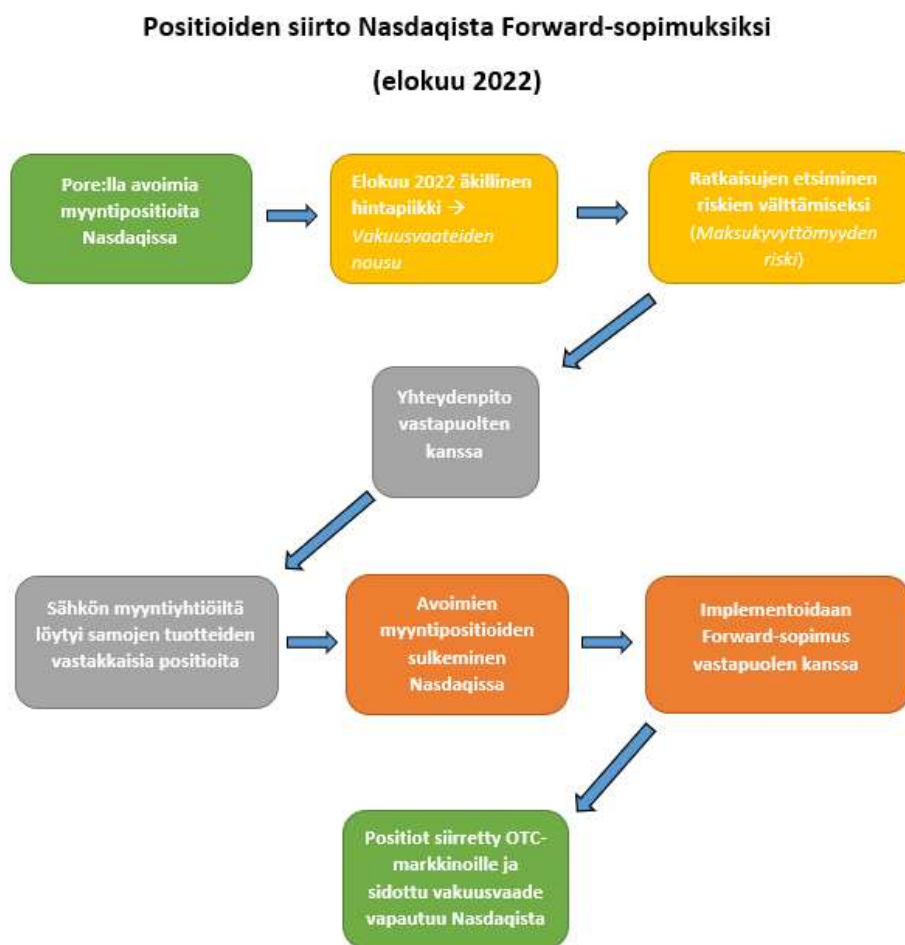 Positioiden siirto Nasdaqista Forward-sopimuksiksi
(elokuu 2022)
Pore:lla avoimia
myyntipositioita
Nasdaqissa
Elokuu 2022 äkillinen
hintapiikki →
Vakuusvaateiden
nousu
Ratkaisujen etsiminen
riskien välttämiseksi
(Maksukyvyttömyyden
riski)
Yhteydenpito
vastapuolten
kanssa
Sähkön myyntiyhtiöiltä
löytyi samojen tuotteiden
vastakkaisia positioita
Avoimien
myyntipositioiden
sulkeminen
Nasdaqissa
Implementoidaan
Forward-sopimus
vastapuolen kanssa
Positiot siirretty OTC-
markkinoille ja
sidottu vakuusvaade
vapautuu Nasdaqista